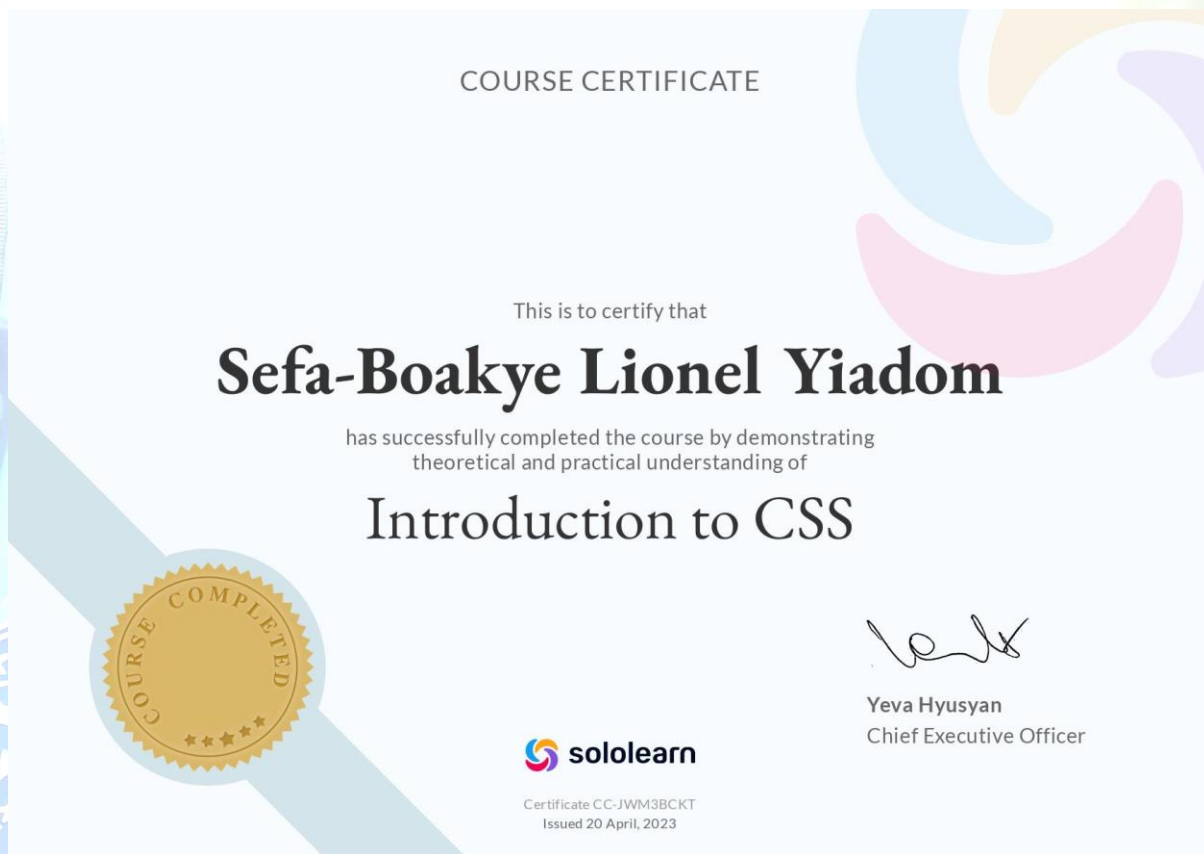 COURSE CERTIFICATE
This is to certify that
Sefa-Boakye Lionel Yiadom
has successfully completed the course by demonstrating
theoretical and practical understanding of
Introduction to CSS
COURSE COMPLETED
Yeva Hyusyan
Chief Executive Officer
sololearn
Certificate CC-JWM3BCKT
Issued 20 April, 2023